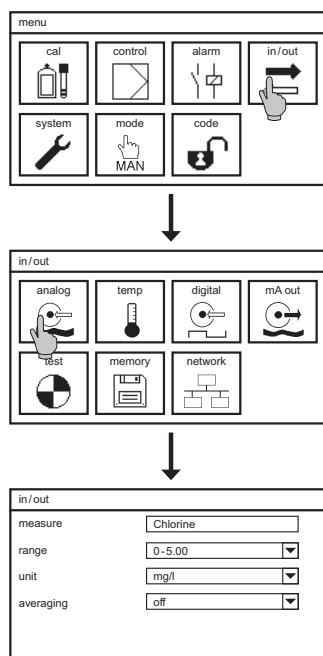 menu
cal control alarm in/out
system mode code
MAN
in/out
analog temp digital mA out
test memory network
in/out
measure Chlorine
range 0-5.00
unit mg/l
averaging off